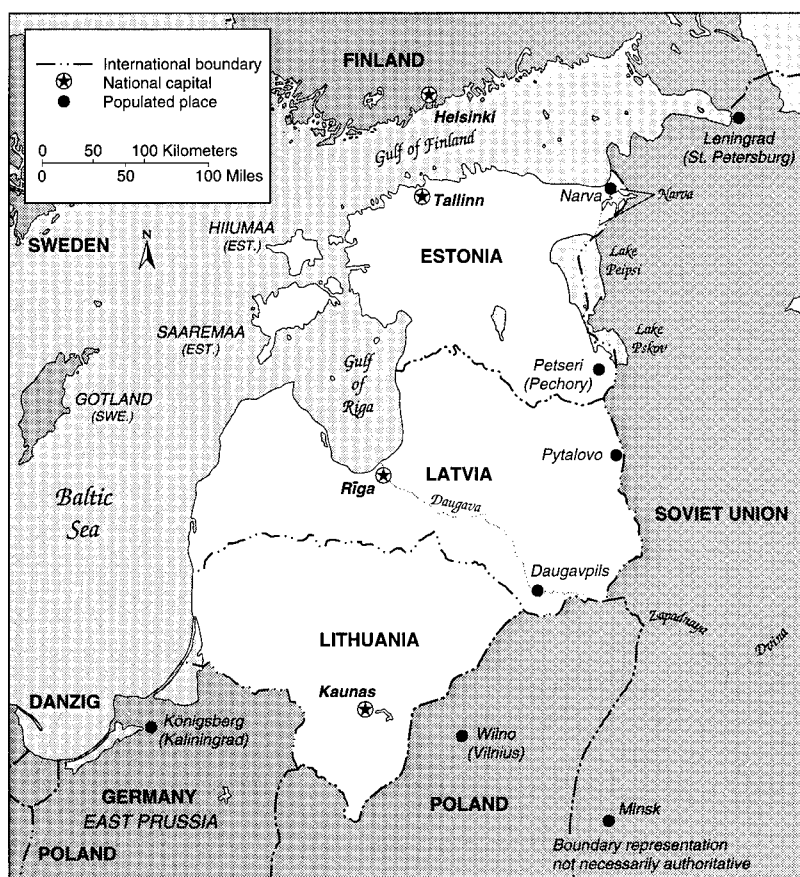 International boundary
National capital
Populated place
0 50 100 Kilometers
0 50 100 Miles
FINLAND
Helsinki
Gulf of Finland
Leningrad
(St. Petersburg)
Tallinn
Narva
Narva
HIIUMAA
(EST.)
SWEDEN
N
ESTONIA
Lake
Peipsi
SAAREMAA
(EST.)
Lake
Pskov
Gulf
of
Riga
Petseri
(Pechory)
GOTLAND
(SWE.)
Pytalovo
LATVIA
Rīga
Baltic
Sea
Daugava
SOVIET UNION
Daugavpils
Zapadnaya
Dvina
LITHUANIA
Kaunas
DANZIG
Königsberg
(Kaliningrad)
Wilno
(Vilnius)
GERMANY
EAST PRUSSIA
POLAND
Minsk
POLAND
Boundary representation
not necessarily authoritative